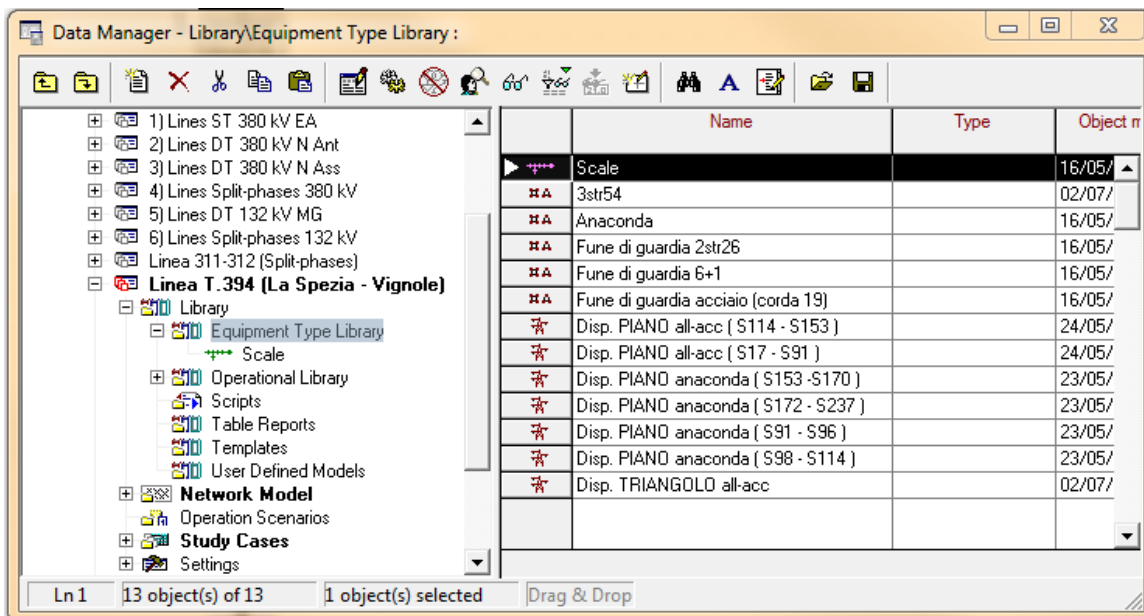 Data Manager - Library\Equipment Type Library :
1) Lines ST 380 kV EA
2) Lines DT 380 kV N Ant
3) Lines DT 380 kV N Ass
4) Lines Split-phases 380 kV
5) Lines DT 132 kV MG
6) Lines Split-phases 132 kV
Linea 311-312 (Split-phases)
Linea T.394 (La Spezia - Vignole)
Library
Equipment Type Library
Scale
Operational Library
Scripts
Table Reports
Templates
User Defined Models
Network Model
Operation Scenarios
Study Cases
Settings
Name Type Object m
Scale 16/05/
3str54 02/07/
Anaconda 16/05/
Fune di guardia 2str26 16/05/
Fune di guardia 6+1 16/05/
Fune di guardia acciaio (corda 19) 16/05/
Disp. PIANO all-acc ( S114 - S153 ) 24/05/
Disp. PIANO all-acc ( S17 - S91 ) 24/05/
Disp. PIANO anaconda ( S153 -S170 ) 23/05/
Disp. PIANO anaconda ( S172 - S237 ) 23/05/
Disp. PIANO anaconda ( S91 - S96 ) 23/05/
Disp. PIANO anaconda ( S98 - S114 ) 23/05/
Disp. TRIANGOLO all-acc 02/07/
Ln 1 13 object(s) of 13 1 object(s) selected Drag & Drop